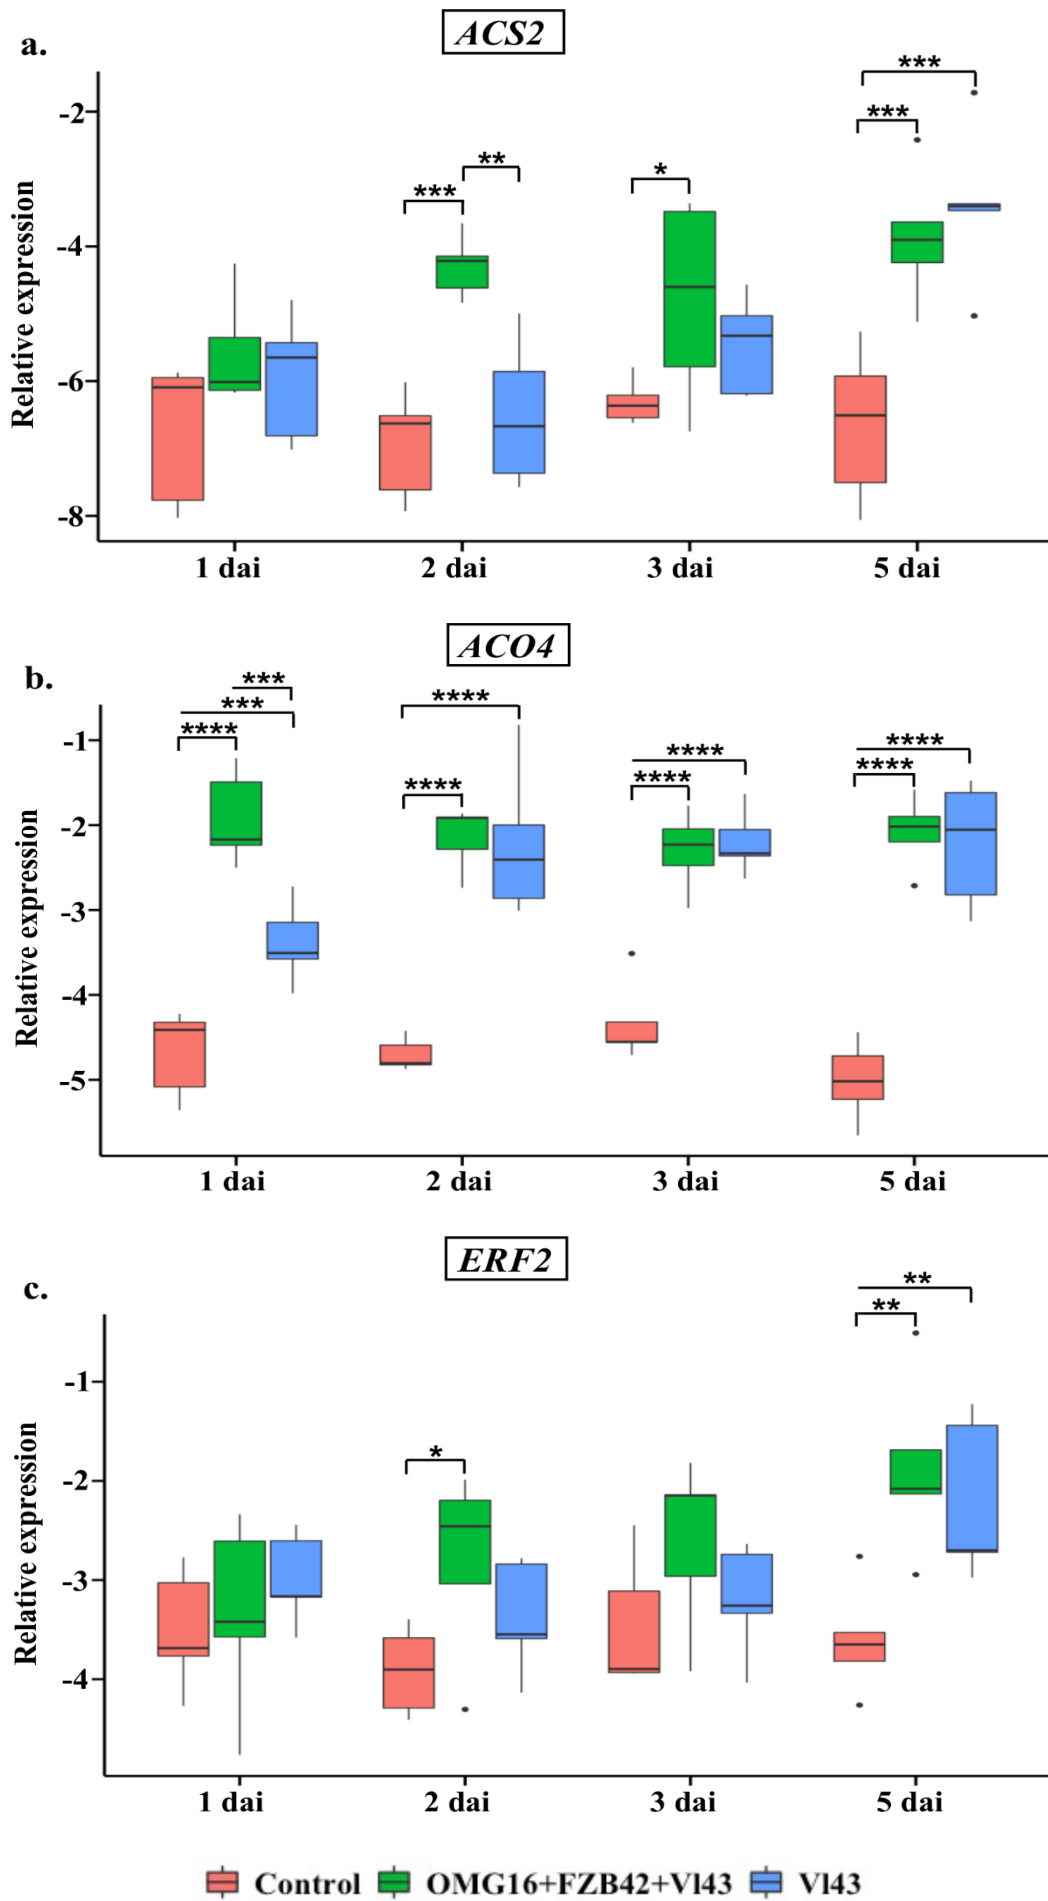 ACS2
a.
Relative expression
-2
-4
-6
-8
***
**
***
*
***
***
1 dai
2 dai
3 dai
5 dai
ACO4
b.
Relative expression
-1
-2
-3
-4
-5
***
***
****
****
****
****
****
****
****
1 dai
2 dai
3 dai
5 dai
ERF2
c.
Relative expression
-1
-2
-3
-4
*
**
**
1 dai
2 dai
3 dai
5 dai
Control OMG16+FZB42+Vl43 Vl43